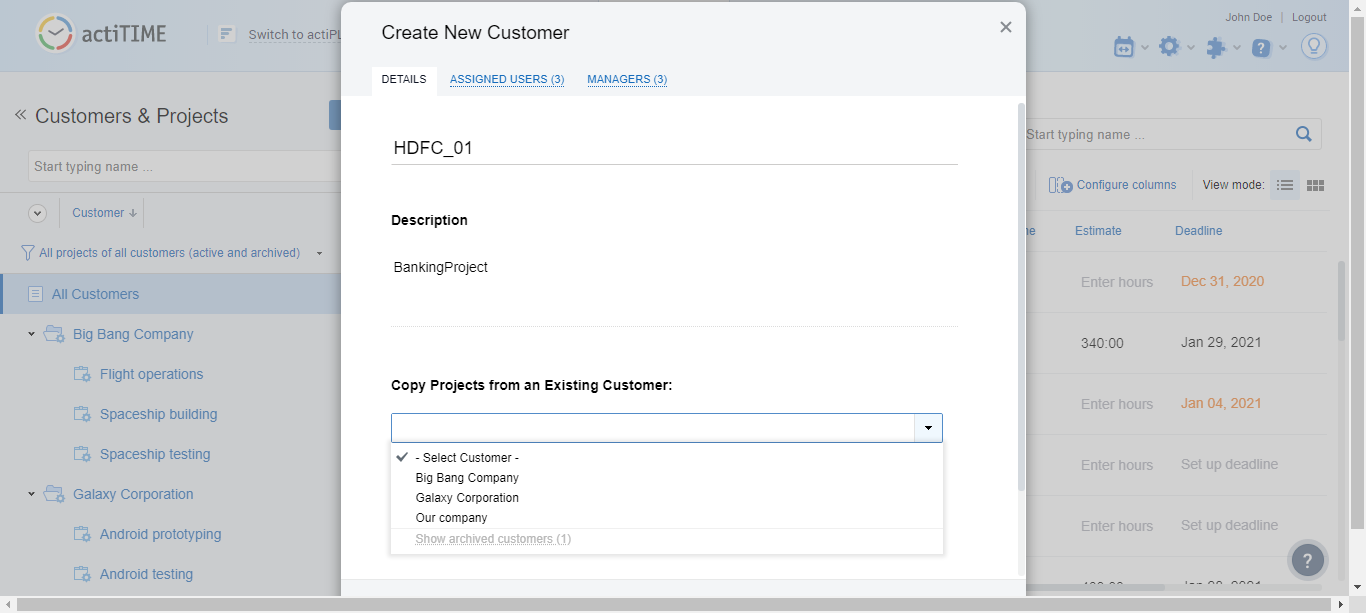 actiTIME
Switch to actiPL
John Doe | Logout
Create New Customer
DETAILS ASSIGNED USERS (3) MANAGERS (3)
Customers & Projects
Start typing name ...
Customer
All projects of all customers (active and archived)
All Customers
Big Bang Company
Flight operations
Spaceship building
Spaceship testing
Galaxy Corporation
Android prototyping
Android testing
HDFC_01
Description
BankingProject
Copy Projects from an Existing Customer:
- Select Customer -
Big Bang Company
Galaxy Corporation
Our company
Show archived customers (1)
Start typing name ...
Configure columns View mode:
Estimate Deadline
Enter hours Dec 31, 2020
340:00 Jan 29, 2021
Enter hours Jan 04, 2021
Enter hours Set up deadline
Enter hours Set up deadline
?